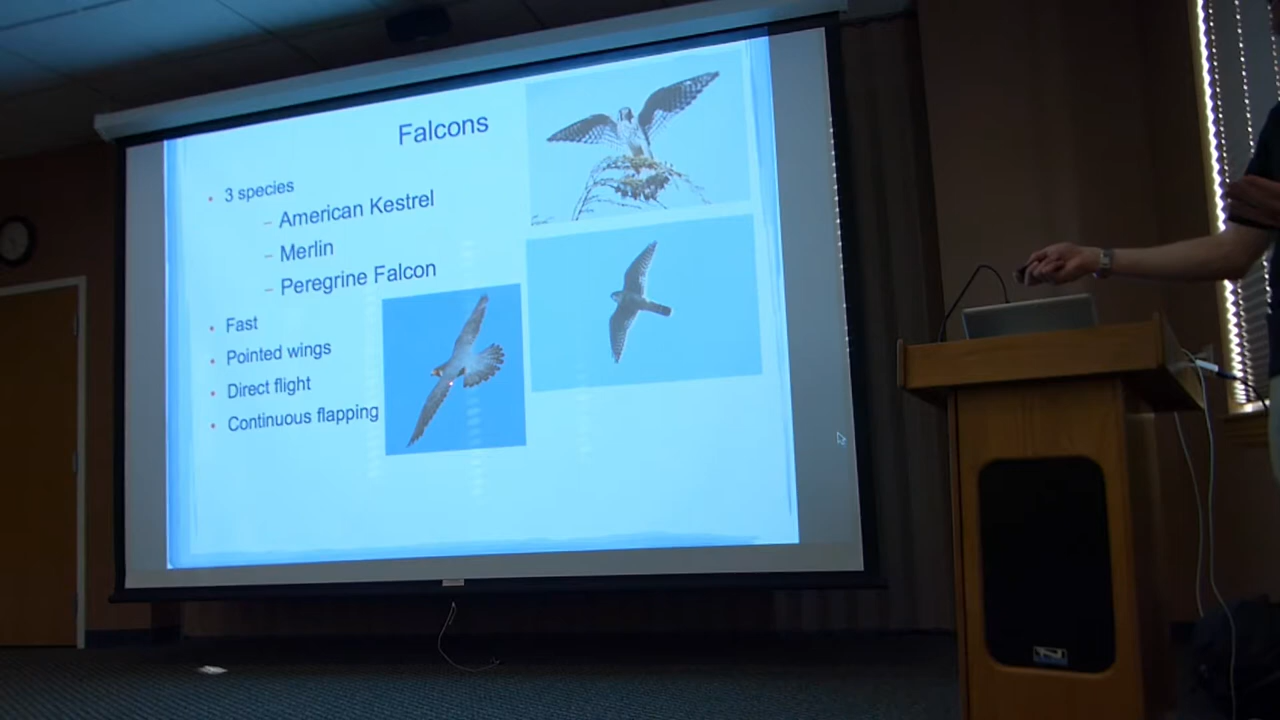 Falcons
3 species
– American Kestrel
– Merlin
– Peregrine Falcon
Fast
Pointed wings
Direct flight
Continuous flapping